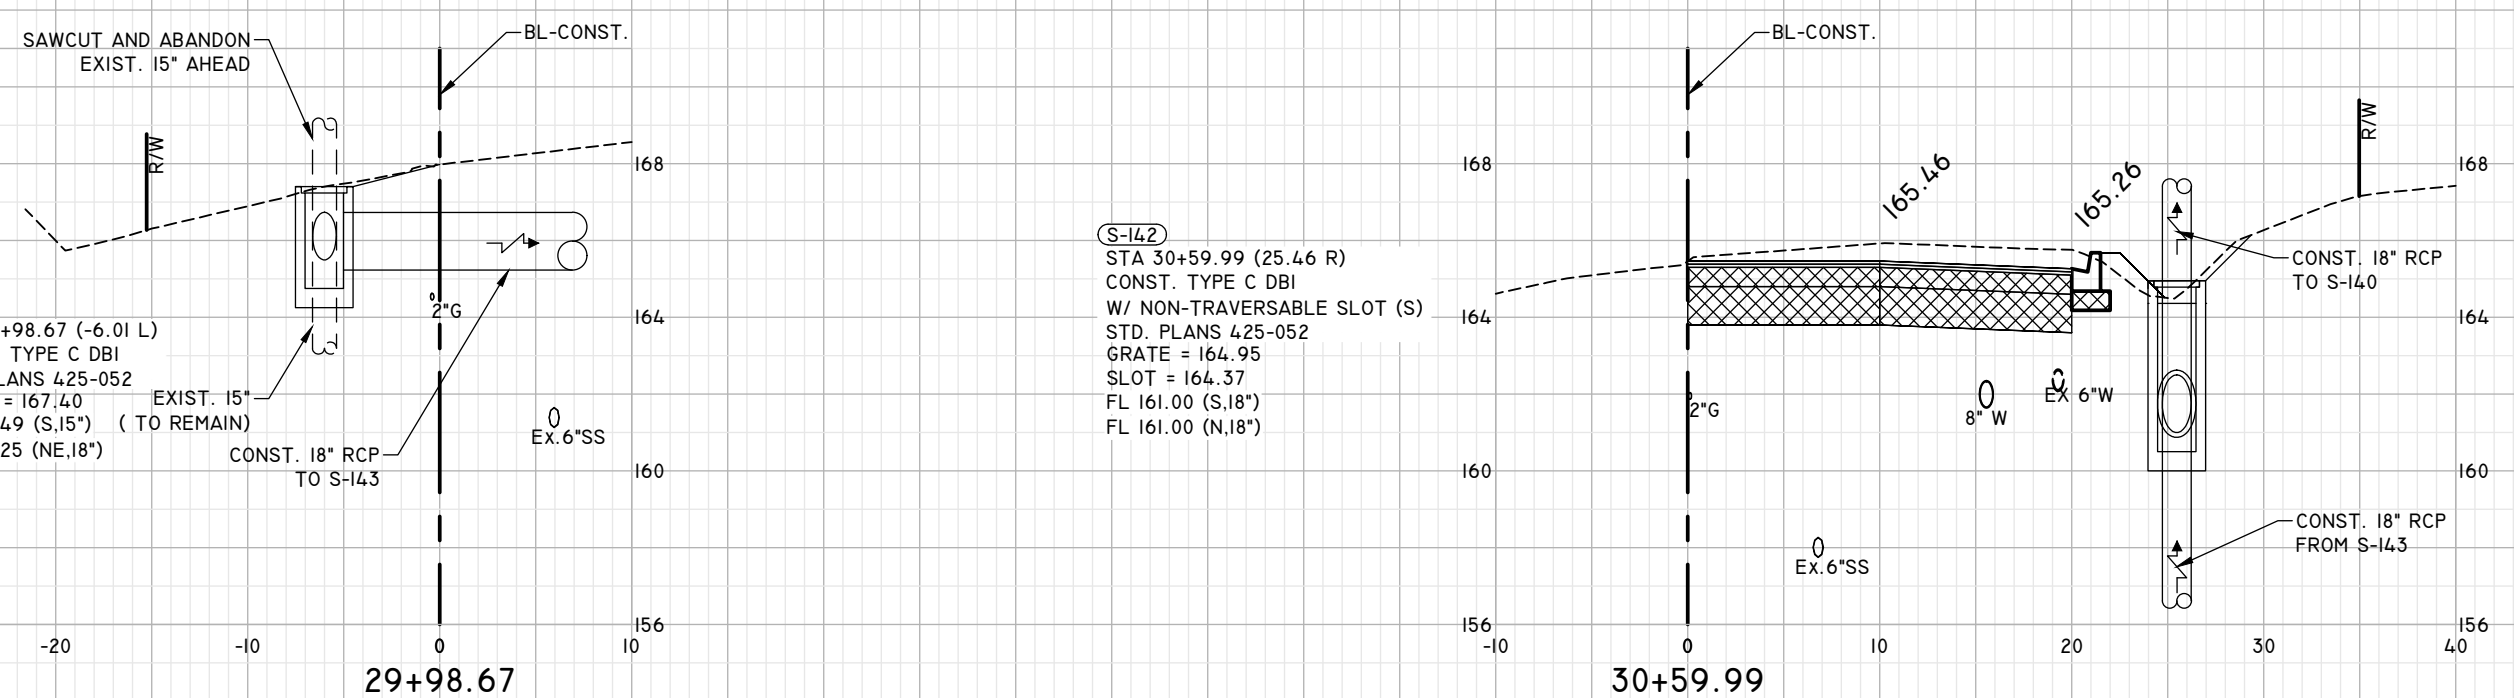 SAWCUT AND ABANDON
EXIST. 15" AHEAD
BL-CONST.
R/W
168
2"G
164
+98.67 (-6.01 L)
TYPE C DBI
LANS 425-052
= 167.40
49 (S,15")
25 (NE,18")
EXIST. 15"
( TO REMAIN)
CONST. 18" RCP
TO S-143
Ex.6"SS
160
156
-20
-10
0
10
29+98.67
BL-CONST.
R/W
168
168
165.46
165.26
S-142
STA 30+59.99 (25.46 R)
CONST. TYPE C DBI
W/ NON-TRAVERSABLE SLOT (S)
STD. PLANS 425-052
GRATE = 164.95
SLOT = 164.37
FL 161.00 (S,18")
FL 161.00 (N,18")
CONST. 18" RCP
TO S-140
164
164
2"G
8" W
EX 6"W
160
160
Ex.6"SS
CONST. 18" RCP
FROM S-143
156
156
-10
0
10
20
30
40
30+59.99